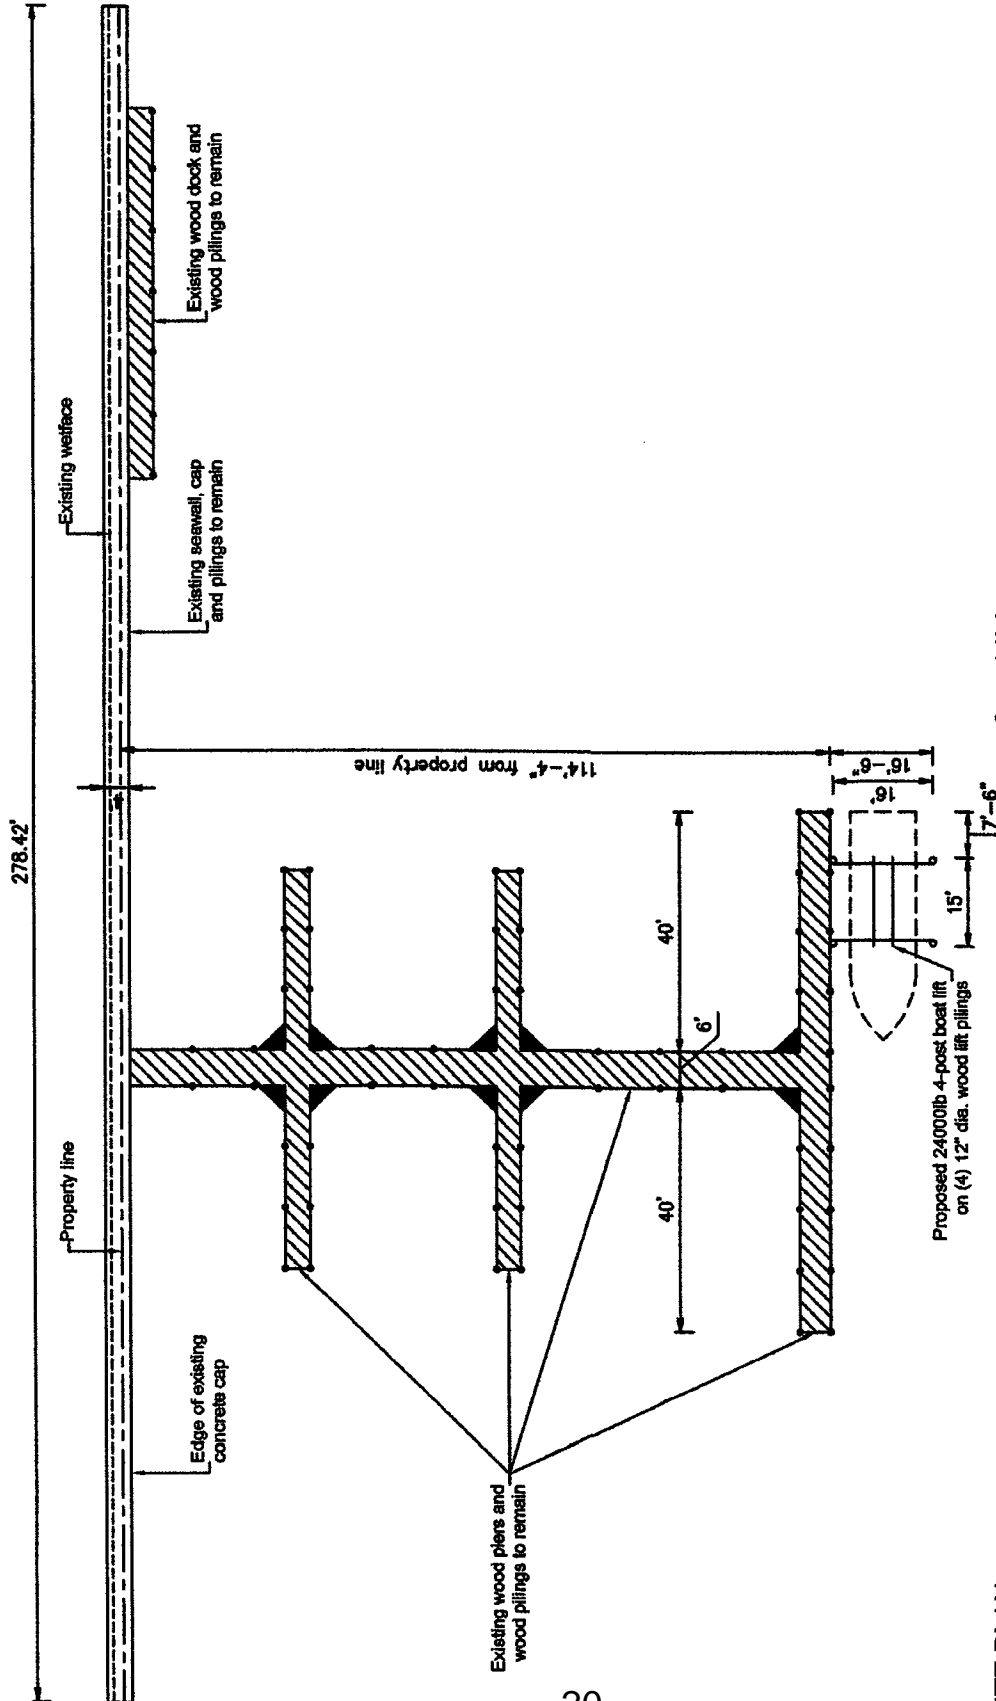 278.42'
Property line
Existing wetface
Edge of existing
concrete cap
Existing seawall, cap
and pilings to remain
Existing wood dock and
wood pilings to remain
114'-4" from property line
40'
6'
40'
16'-6"
16'
7'-6"
15'
Existing wood piers and
wood pilings to remain
Proposed 24000lb 4-post boat lift
on (4) 12" dia. wood lift pilings